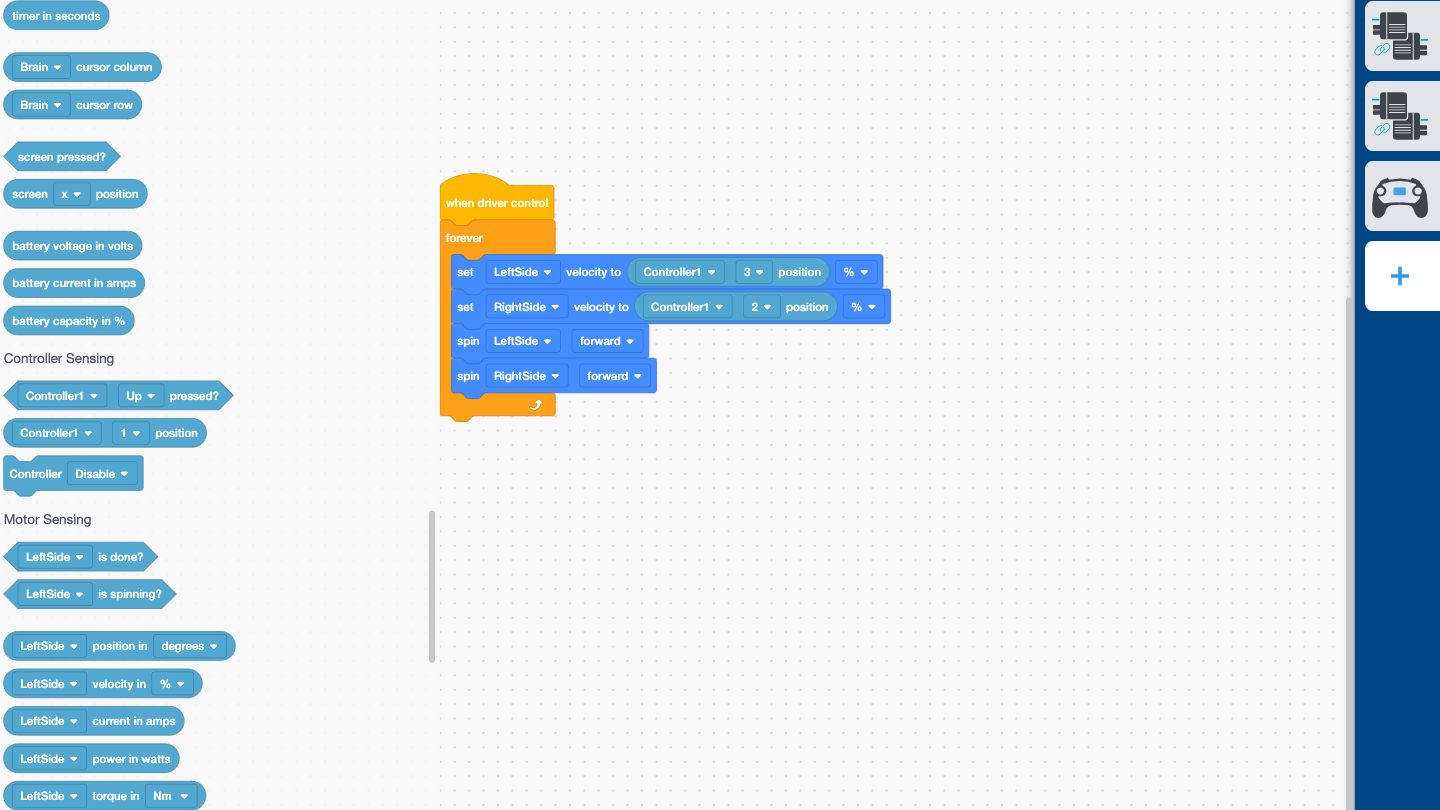 timer in seconds
Brain cursor column
Brain cursor row
screen pressed?
screen x position
battery voltage in volts
battery current in amps
battery capacity in %
Controller Sensing
Controller1 Up pressed?
Controller1 1 position
Controller Disable
Motor Sensing
LeftSide is done?
LeftSide is spinning?
LeftSide position in degrees
LeftSide velocity in %
LeftSide current in amps
LeftSide power in watts
LeftSide torque in Nm
when driver control
forever
set LeftSide velocity to Controller1 3 position %
set RightSide velocity to Controller1 2 position %
spin LeftSide forward
spin RightSide forward